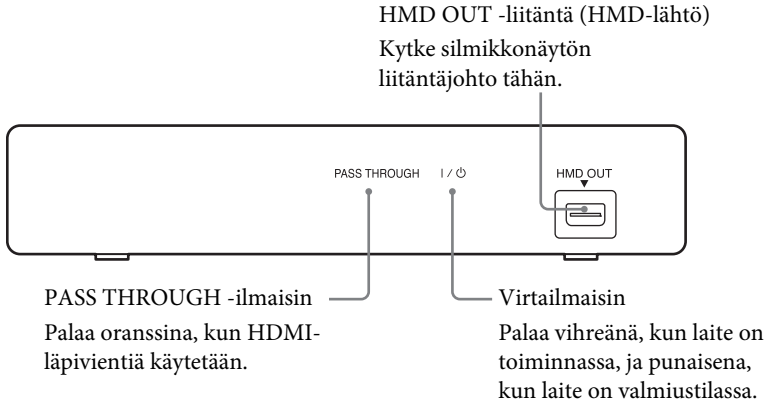 HMD OUT -liitäntä (HMD-lähtö)
Kytke silmikkonäytön
liitäntäjohto tähän.
PASS THROUGH
I / ⏻
HMD OUT
PASS THROUGH -ilmaisin
Palaa oranssina, kun HDMI-
läpivientiä käytetään.
Virtailmaisin
Palaa vihreänä, kun laite on
toiminnassa, ja punaisena,
kun laite on valmiustilassa.